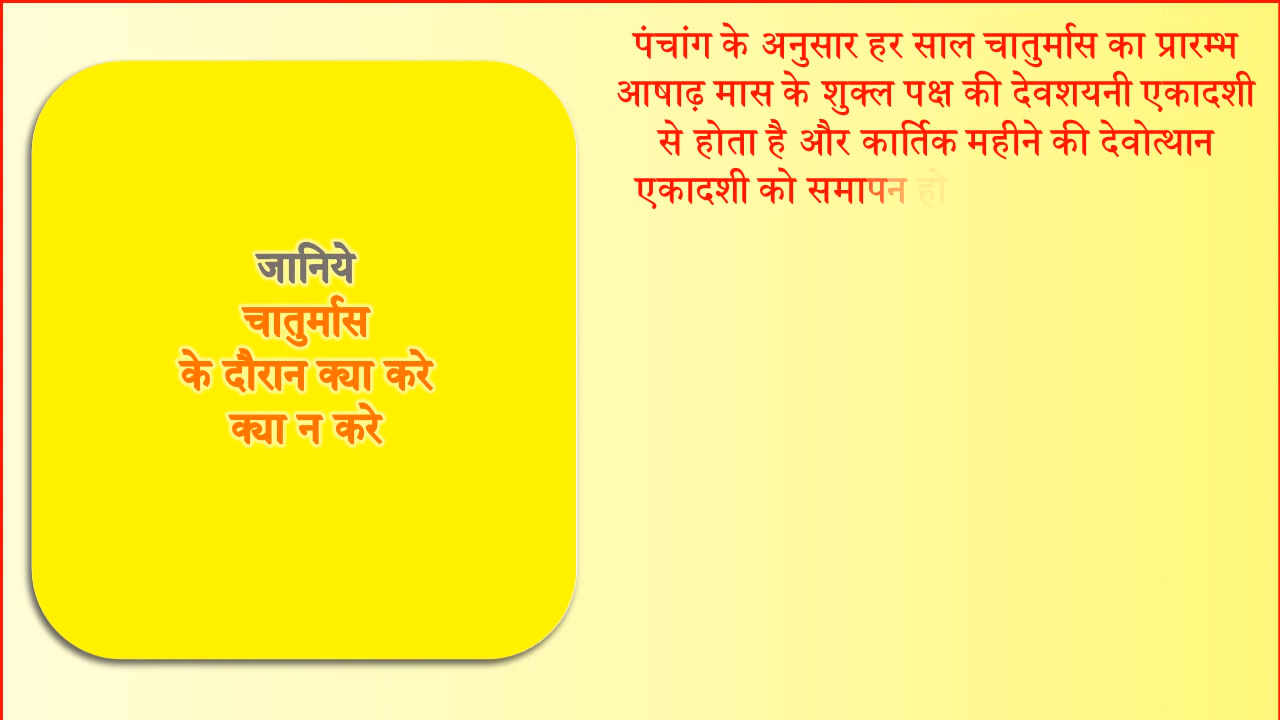 जानिये
चातुर्मास
के दौरान क्या करे
क्या न करे
पंचांग के अनुसार हर साल चातुर्मास का प्रारम्भ
आषाढ़ मास के शुक्ल पक्ष की देवशयनी एकादशी
से होता है और कार्तिक महीने की देवोत्थान
एकादशी को समापन हो